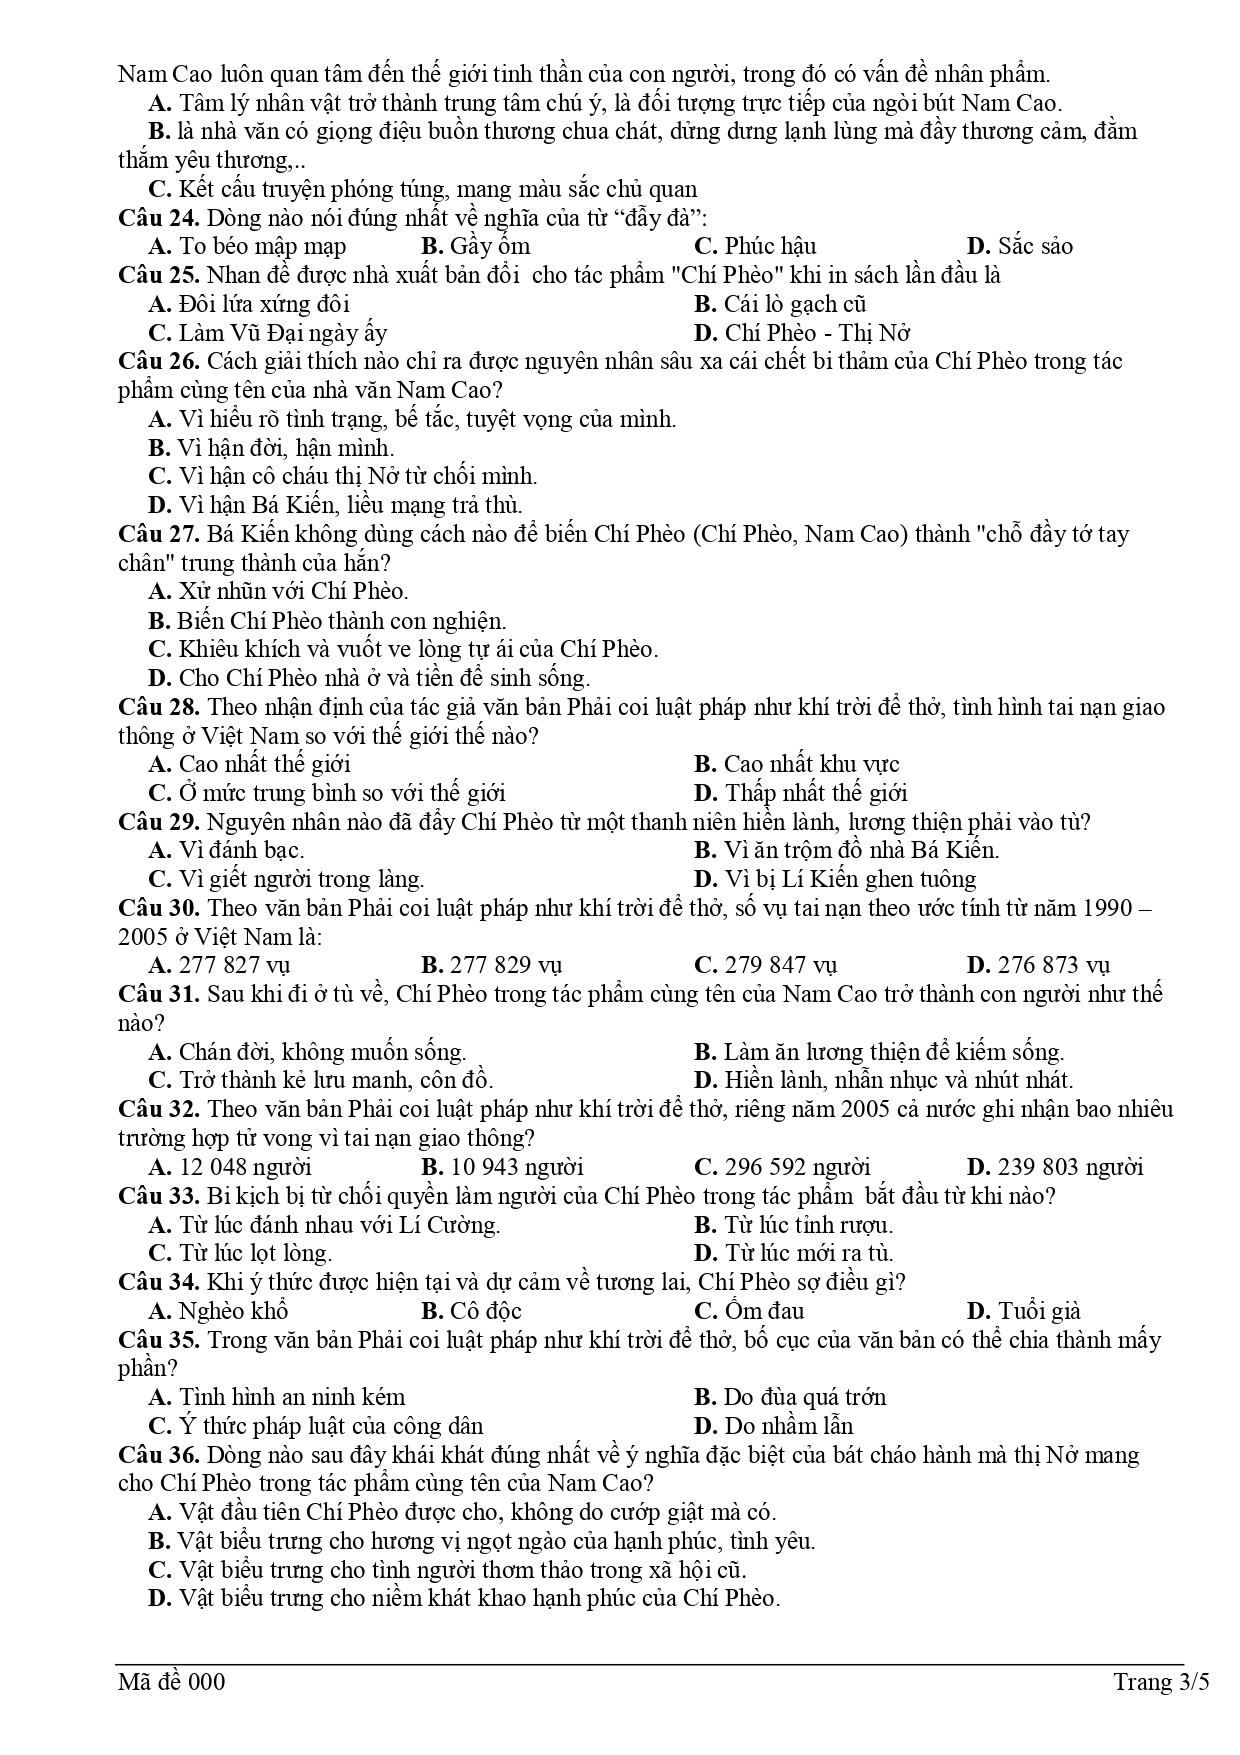 Nam Cao luôn quan tâm đến thế giới tinh thần của con người, trong đó có vấn đề nhân phẩm.
A. Tâm lý nhân vật trở thành trung tâm chú ý, là đối tượng trực tiếp của ngòi bút Nam Cao.
B. là nhà văn có giọng điệu buồn thương chua chát, dửng dưng lạnh lùng mà đầy thương cảm, đằm
thắm yêu thương,..
C. Kết cấu truyện phóng túng, mang màu sắc chủ quan
Câu 24. Dòng nào nói đúng nhất về nghĩa của từ “đẫy đà”:
A. To béo mập mạp B. Gầy ốm C. Phúc hậu D. Sắc sảo
Câu 25. Nhan đề được nhà xuất bản đổi cho tác phẩm "Chí Phèo" khi in sách lần đầu là
A. Đôi lứa xứng đôi B. Cái lò gạch cũ
C. Làm Vũ Đại ngày ấy D. Chí Phèo - Thị Nở
Câu 26. Cách giải thích nào chỉ ra được nguyên nhân sâu xa cái chết bi thảm của Chí Phèo trong tác
phẩm cùng tên của nhà văn Nam Cao?
A. Vì hiểu rõ tình trạng, bế tắc, tuyệt vọng của mình.
B. Vì hận đời, hận mình.
C. Vì hận cô cháu thị Nở từ chối mình.
D. Vì hận Bá Kiến, liều mạng trả thù.
Câu 27. Bá Kiến không dùng cách nào để biến Chí Phèo (Chí Phèo, Nam Cao) thành "chỗ đầy tớ tay
chân" trung thành của hắn?
A. Xử nhũn với Chí Phèo.
B. Biến Chí Phèo thành con nghiện.
C. Khiêu khích và vuốt ve lòng tự ái của Chí Phèo.
D. Cho Chí Phèo nhà ở và tiền để sinh sống.
Câu 28. Theo nhận định của tác giả văn bản Phải coi luật pháp như khí trời để thở, tình hình tai nạn giao
thông ở Việt Nam so với thế giới thế nào?
A. Cao nhất thế giới B. Cao nhất khu vực
C. Ở mức trung bình so với thế giới D. Thấp nhất thế giới
Câu 29. Nguyên nhân nào đã đẩy Chí Phèo từ một thanh niên hiền lành, lương thiện phải vào tù?
A. Vì đánh bạc. B. Vì ăn trộm đồ nhà Bá Kiến.
C. Vì giết người trong làng. D. Vì bị Lí Kiến ghen tuông
Câu 30. Theo văn bản Phải coi luật pháp như khí trời để thở, số vụ tai nạn theo ước tính từ năm 1990 –
2005 ở Việt Nam là:
A. 277 827 vụ B. 277 829 vụ C. 279 847 vụ D. 276 873 vụ
Câu 31. Sau khi đi ở tù về, Chí Phèo trong tác phẩm cùng tên của Nam Cao trở thành con người như thế
nào?
A. Chán đời, không muốn sống. B. Làm ăn lương thiện để kiếm sống.
C. Trở thành kẻ lưu manh, côn đồ. D. Hiền lành, nhẫn nhục và nhút nhát.
Câu 32. Theo văn bản Phải coi luật pháp như khí trời để thở, riêng năm 2005 cả nước ghi nhận bao nhiêu
trường hợp tử vong vì tai nạn giao thông?
A. 12 048 người B. 10 943 người C. 296 592 người D. 239 803 người
Câu 33. Bi kịch bị từ chối quyền làm người của Chí Phèo trong tác phẩm bắt đầu từ khi nào?
A. Từ lúc đánh nhau với Lí Cường. B. Từ lúc tỉnh rượu.
C. Từ lúc lọt lòng. D. Từ lúc mới ra tù.
Câu 34. Khi ý thức được hiện tại và dự cảm về tương lai, Chí Phèo sợ điều gì?
A. Nghèo khổ B. Cô độc C. Ốm đau D. Tuổi già
Câu 35. Trong văn bản Phải coi luật pháp như khí trời để thở, bố cục của văn bản có thể chia thành mấy
phần?
A. Tình hình an ninh kém B. Do đùa quá trớn
C. Ý thức pháp luật của công dân D. Do nhầm lẫn
Câu 36. Dòng nào sau đây khái khát đúng nhất về ý nghĩa đặc biệt của bát cháo hành mà thị Nở mang
cho Chí Phèo trong tác phẩm cùng tên của Nam Cao?
A. Vật đầu tiên Chí Phèo được cho, không do cướp giật mà có.
B. Vật biểu trưng cho hương vị ngọt ngào của hạnh phúc, tình yêu.
C. Vật biểu trưng cho tình người thơm thảo trong xã hội cũ.
D. Vật biểu trưng cho niềm khát khao hạnh phúc của Chí Phèo.
Mã đề 000 Trang 3/5